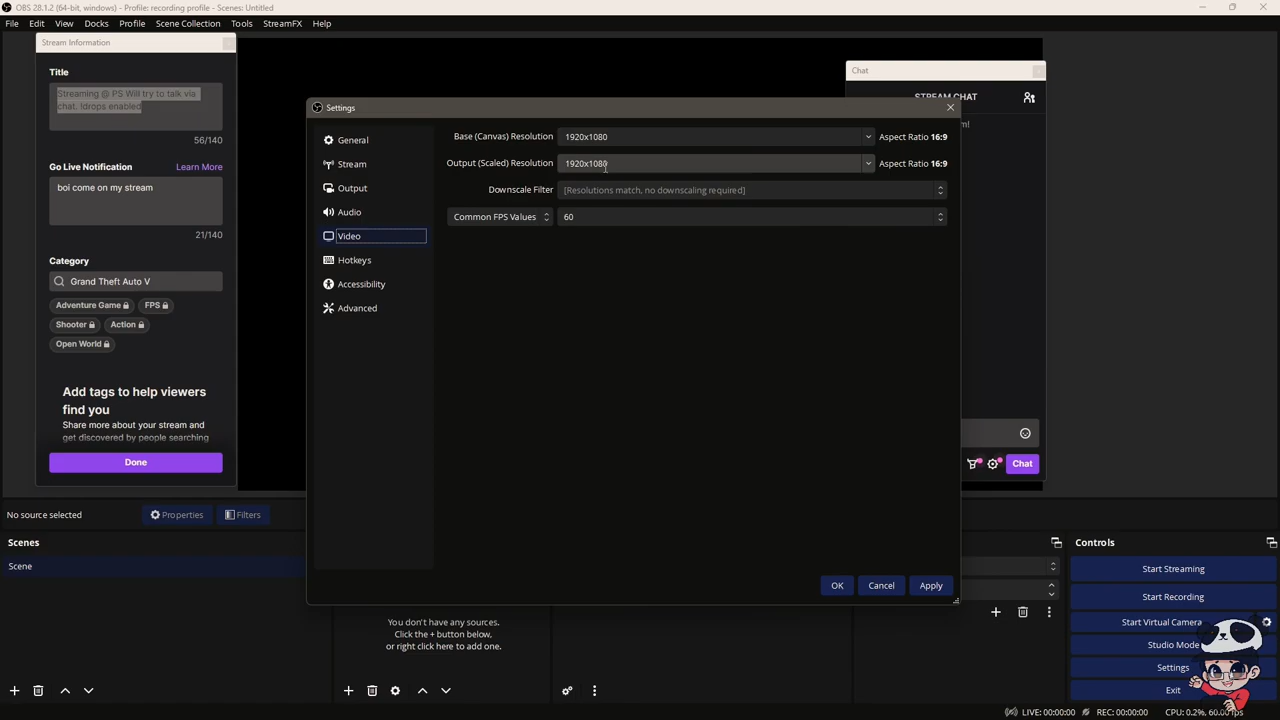 OBS 28.1.2 (64-bit, windows) - Profile: recording profile - Scenes: Untitled
File Edit View Docks Profile Scene Collection Tools StreamFX Help
Stream Information
Title
Streaming @ PS Will try to talk via
chat. !drops enabled
56/140
Go Live Notification Learn More
boi come on my stream
21/140
Category
Grand Theft Auto V
Adventure Game FPS
Shooter Action
Open World
Add tags to help viewers
find you
Share more about your stream and
get discovered by people searching
Done
Chat
STREAM CHAT
m!
Chat
Settings
General
Stream
Output
Audio
Video
Hotkeys
Accessibility
Advanced
Base (Canvas) Resolution 1920x1080 Aspect Ratio 16:9
Output (Scaled) Resolution 1920x1080 Aspect Ratio 16:9
Downscale Filter [Resolutions match, no downscaling required]
Common FPS Values 60
OK Cancel Apply
No source selected Properties Filters
Scenes
Scene
You don't have any sources.
Click the + button below,
or right click here to add one.
Controls
Start Streaming
Start Recording
Start Virtual Camera
Studio Mode
Settings
Exit
LIVE: 00:00:00 REC: 00:00:00 CPU: 0.2%, 60.00 fps